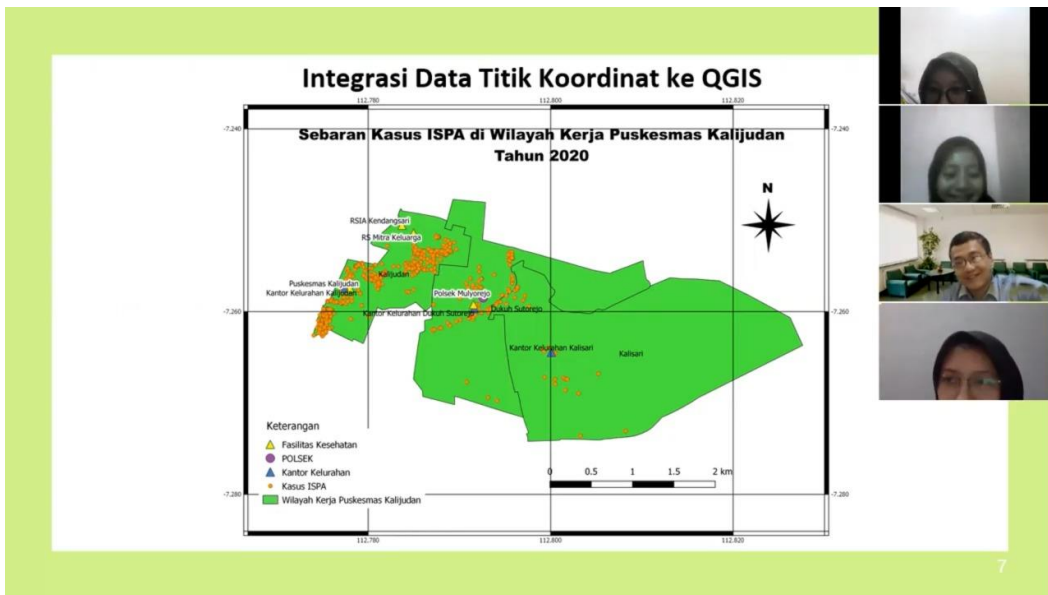 Integrasi Data Titik Koordinat ke QGIS
112.780 112.800 112.820
-7.240 -7.240
Sebaran Kasus ISPA di Wilayah Kerja Puskesmas Kalijudan
Tahun 2020
N
RSIA Kendangsari
RS Mitra Keluarga
Kalijudan
Puskesmas Kalijudan
Kantor Kelurahan Kalijudan
Polsek Mulyorejo
Kantor Kelurahan Dukuh Sutorejo
Dukuh Sutorejo
-7.260 -7.260
Kantor Kelurahan Kalisari
Kalisari
Keterangan
Fasilitas Kesehatan
POLSEK
Kantor Kelurahan
Kasus ISPA
Wilayah Kerja Puskesmas Kalijudan
0 0.5 1 1.5 2 km
-7.280 -7.280
112.780 112.800 112.820
7